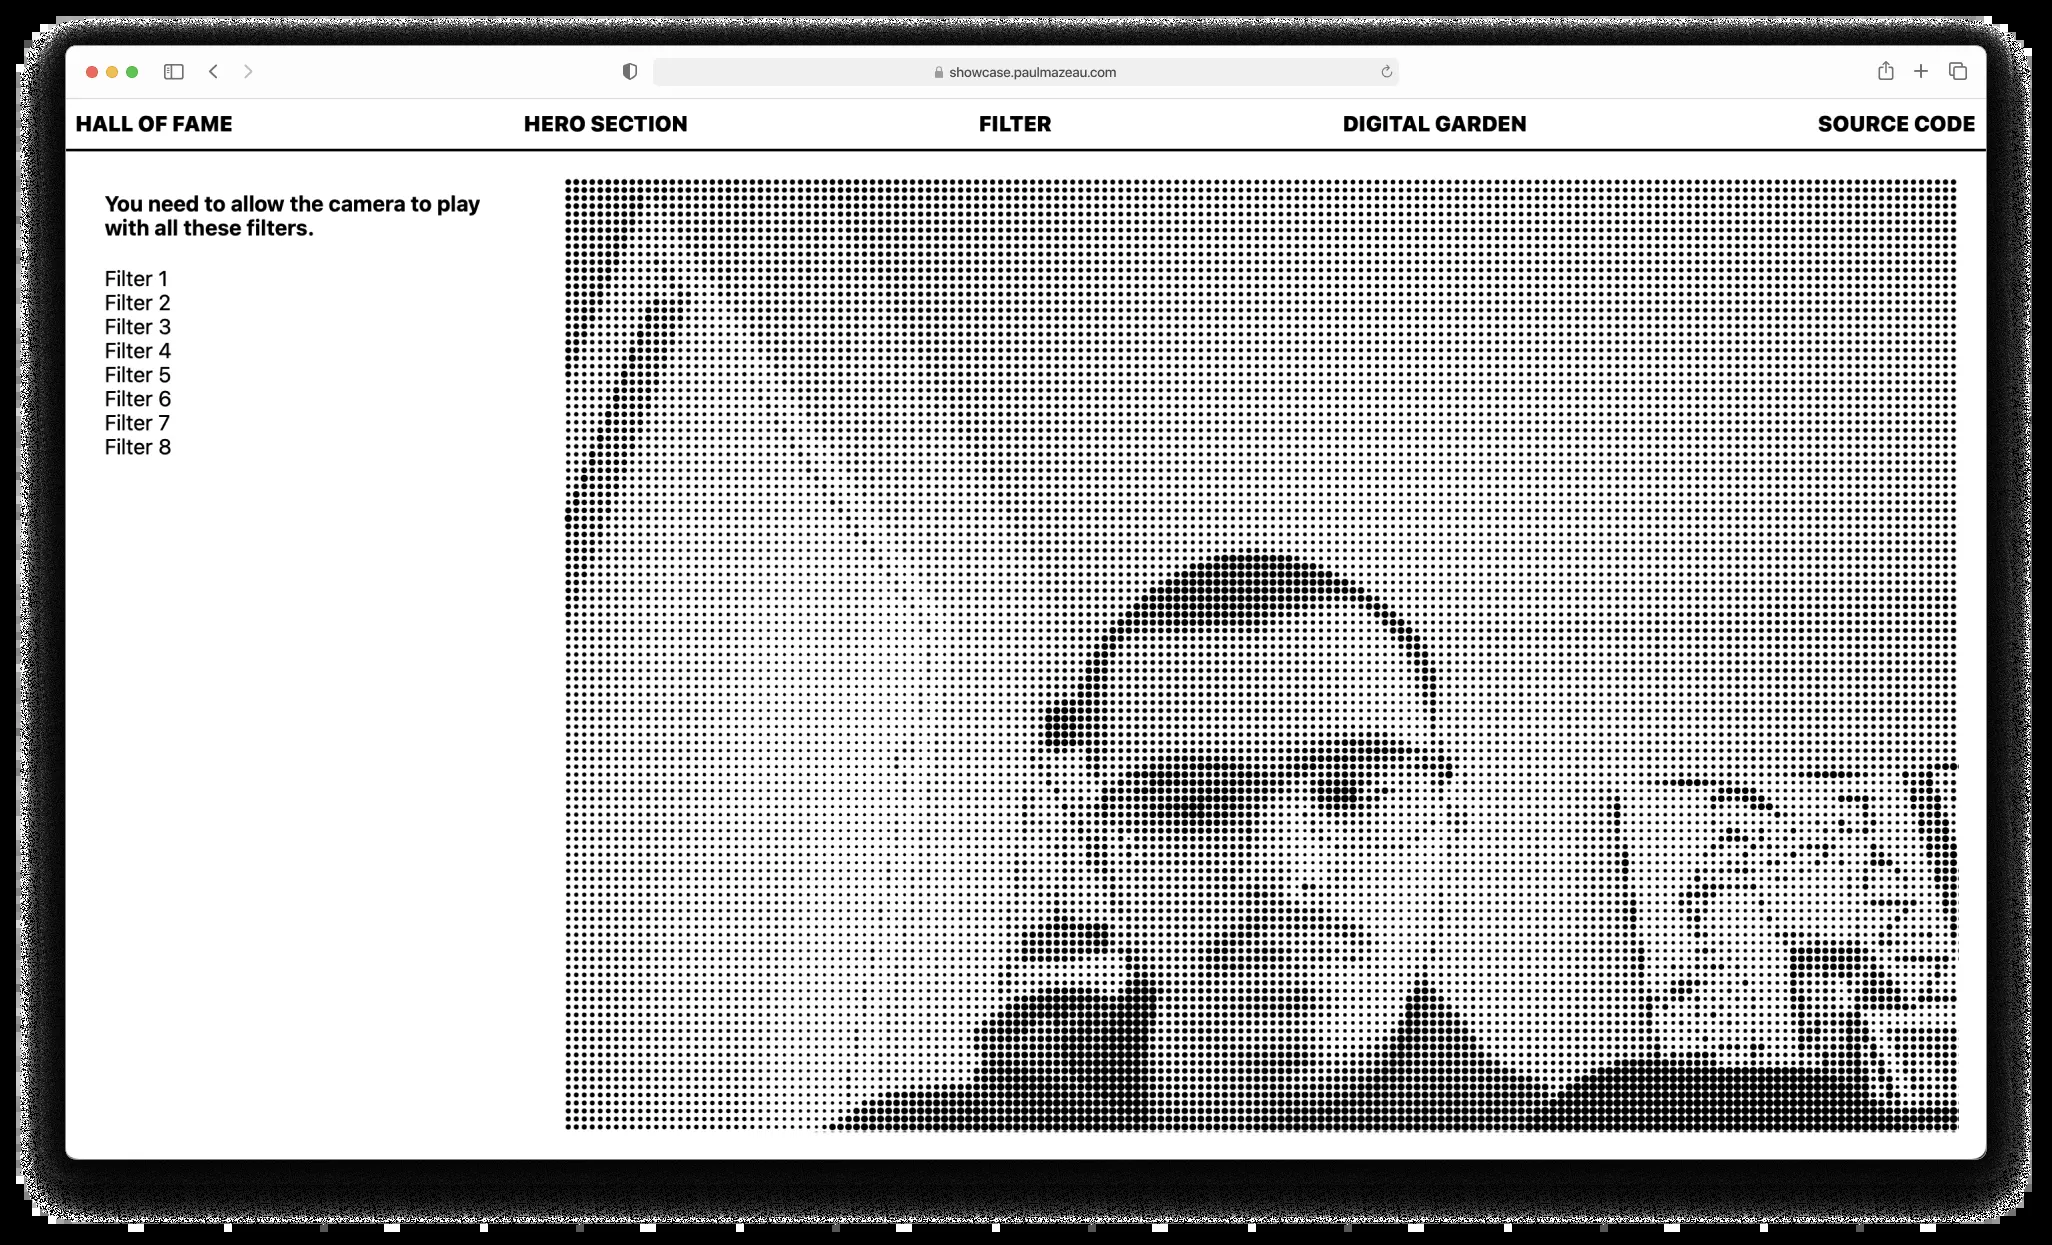 showcase.paulmazeau.com
HALL OF FAME
HERO SECTION
FILTER
DIGITAL GARDEN
SOURCE CODE
You need to allow the camera to play
with all these filters.
Filter 1
Filter 2
Filter 3
Filter 4
Filter 5
Filter 6
Filter 7
Filter 8